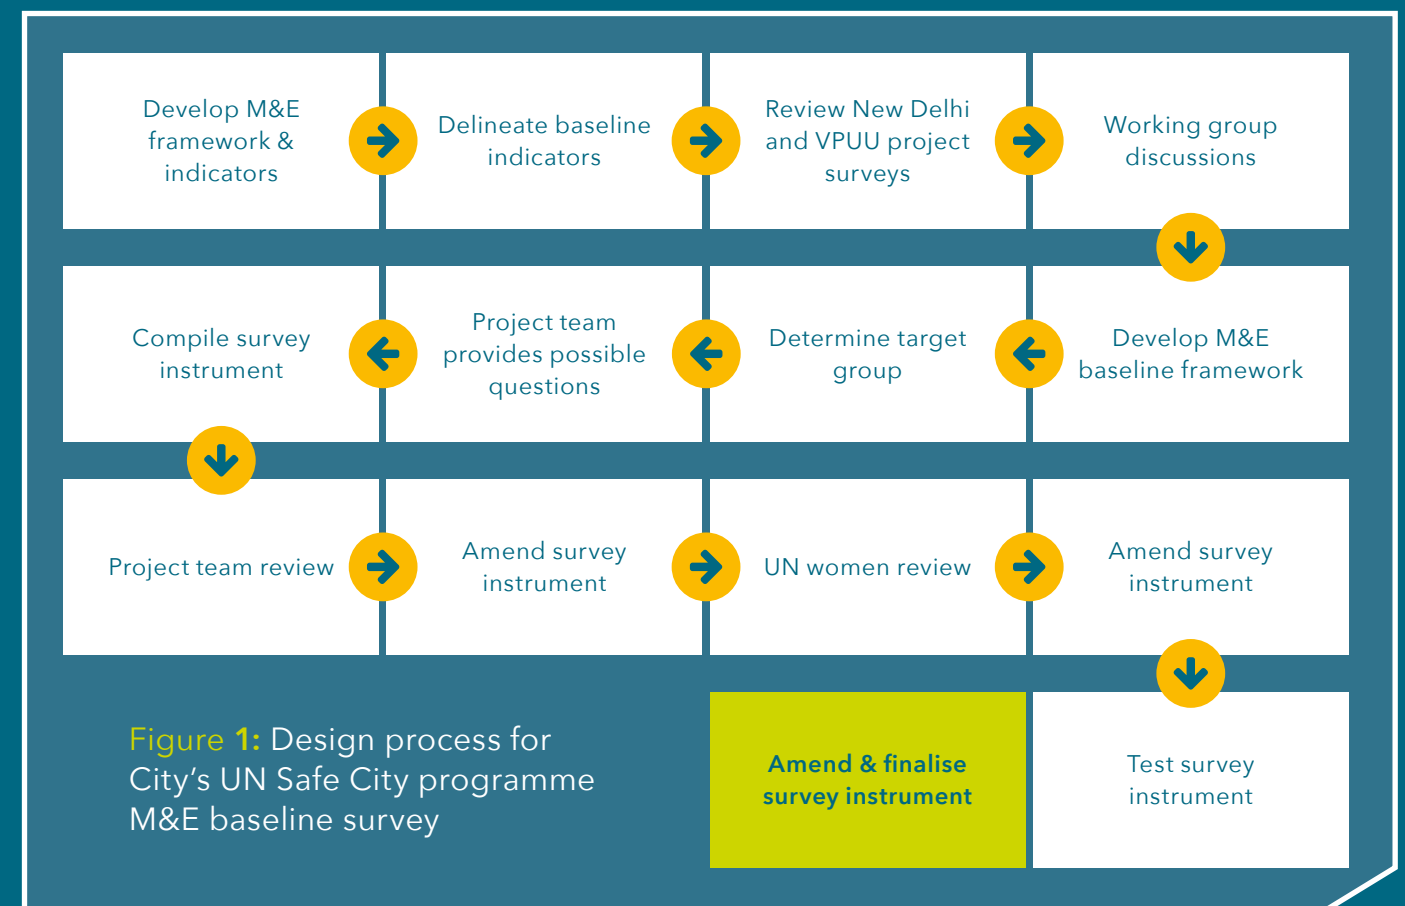 Develop M&E
framework &
indicators
Delineate baseline
indicators
Review New Delhi
and VPUU project
surveys
Working group
discussions
Develop M&E
baseline framework
Determine target
group
Project team
provides possible
questions
Compile survey
instrument
Project team review
Amend survey
instrument
UN women review
Amend survey
instrument
Test survey
instrument
Amend & finalise
survey instrument
Figure 1: Design process for
City’s UN Safe City programme
M&E baseline survey